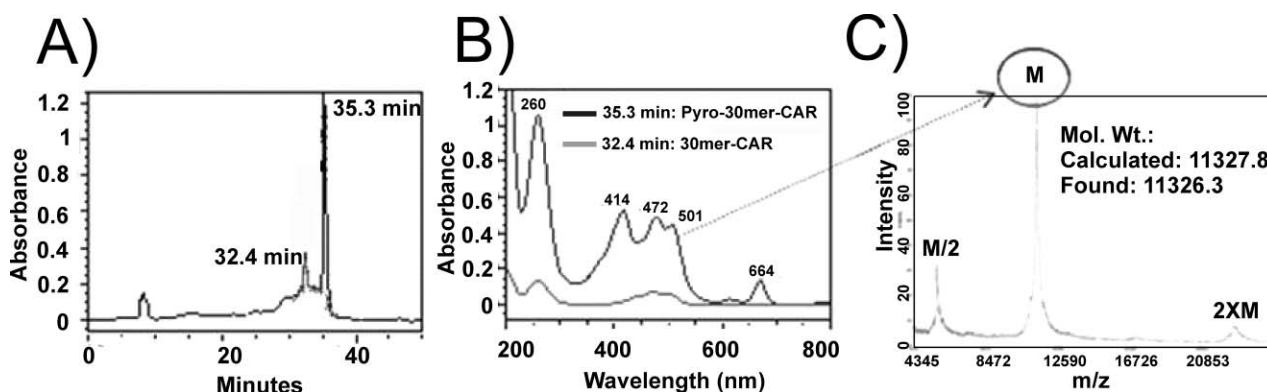 A)
Absorbance
1.2
1
0.8
0.6
0.4
0.2
0
35.3 min
32.4 min
0
20
40
Minutes
B)
Absorbance
1.2
1
0.8
0.6
0.4
0.2
0
260
35.3 min: Pyro-30mer-CAR
32.4 min: 30mer-CAR
414
472
501
664
200
400
600
800
Wavelength (nm)
C)
M
Intensity
100
80
60
40
20
0
Mol. Wt.:
Calculated: 11327.8
Found: 11326.3
M/2
2XM
4345
8472
12590
16726
20853
m/z